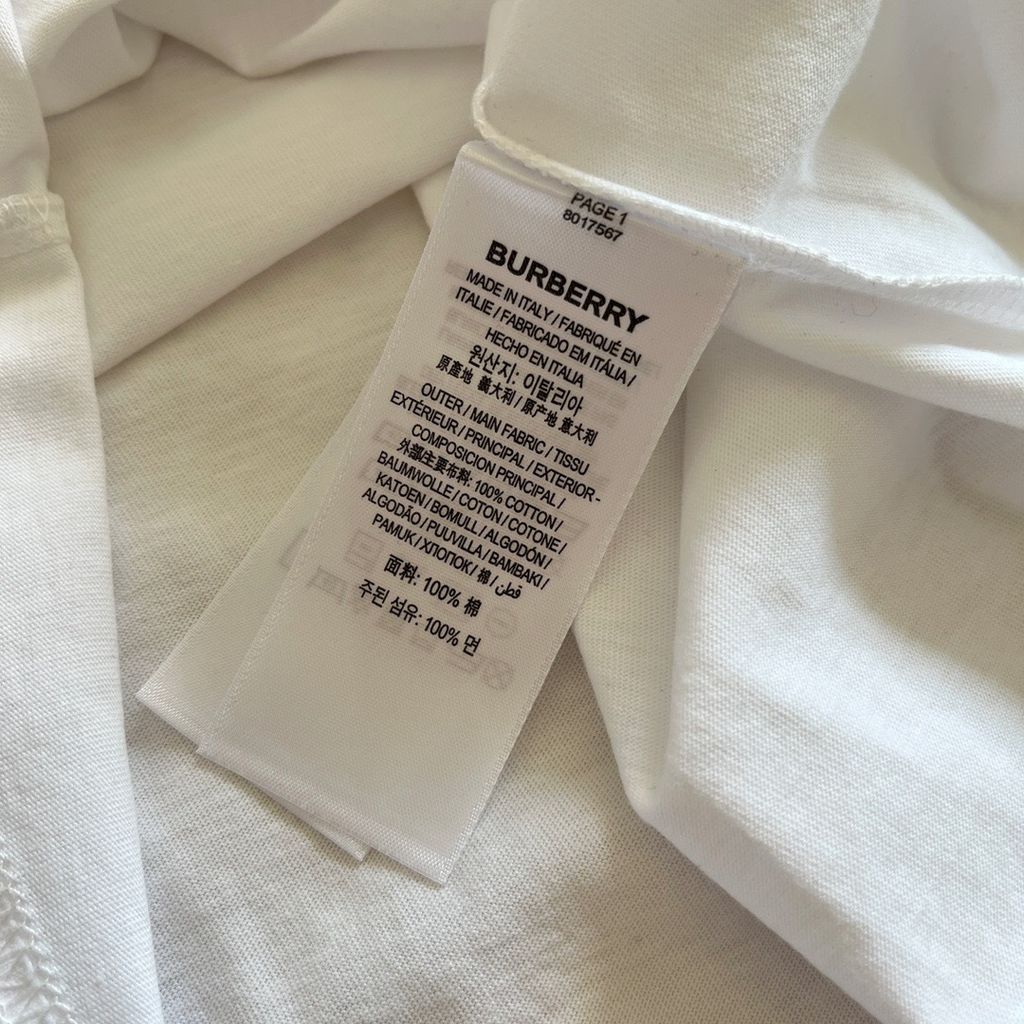 PAGE 1
8017567
BURBERRY
MADE IN ITALY / FABRIQUÉ EN
ITALIE / FABRICADO EM ITÁLIA /
HECHO EN ITALIA
원산지: 이탈리아
原產地 義大利 / 原产地 意大利
OUTER / MAIN FABRIC / TISSU
EXTÉRIEUR / PRINCIPAL / EXTERIOR -
COMPOSICION PRINCIPAL /
外部主要布料: 100% COTTON /
BAUMWOLLE / COTON / COTONE /
KATOEN / BOMULL / ALGODÓN /
ALGODÃO / PUUVILLA / BAMBAKI /
PAMUK / ХЛОПОК / 棉 / قطن
面料: 100% 棉
주된 섬유: 100% 면